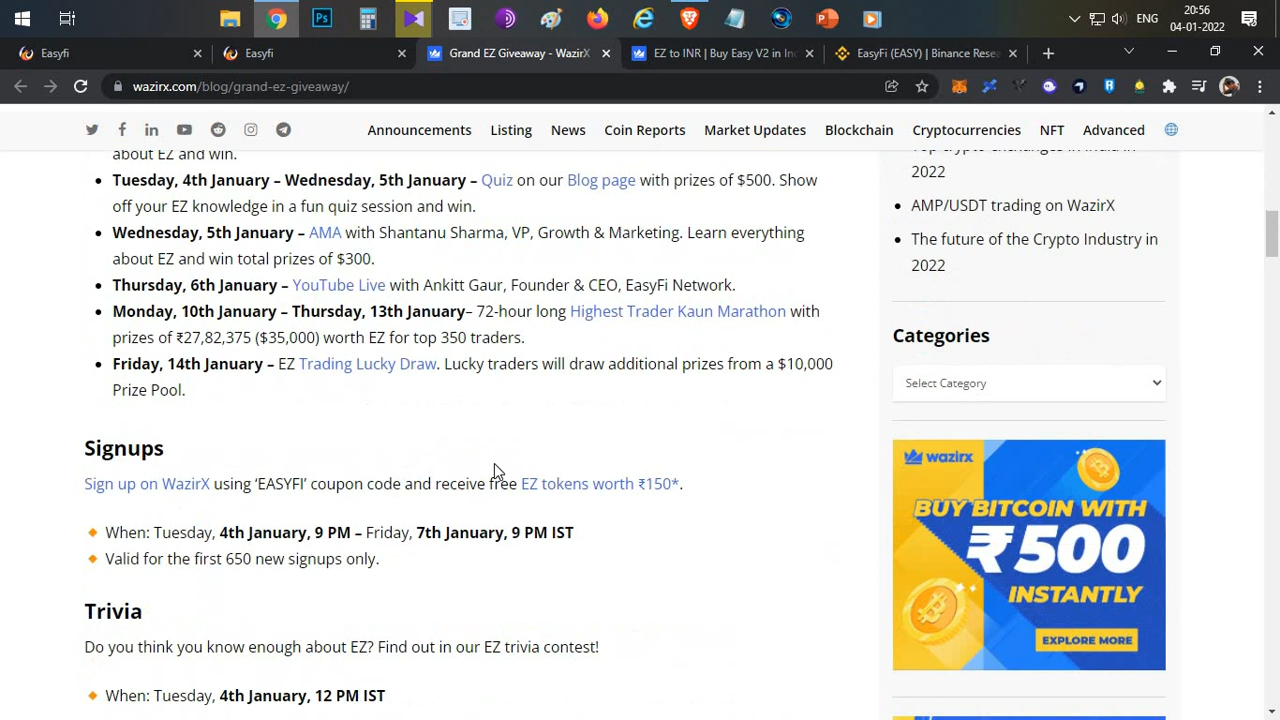 20:56
ENG
04-01-2022
Easyfi
Easyfi
Grand EZ Giveaway - WazirX
EZ to INR | Buy Easy V2 in In
EasyFi (EASY) | Binance Rese
wazirx.com/blog/grand-ez-giveaway/
Announcements
Listing
News
Coin Reports
Market Updates
Blockchain
Cryptocurrencies
NFT
Advanced
about EZ and win.
Tuesday, 4th January – Wednesday, 5th January – Quiz on our Blog page with prizes of $500. Show
off your EZ knowledge in a fun quiz session and win.
Wednesday, 5th January – AMA with Shantanu Sharma, VP, Growth & Marketing. Learn everything
about EZ and win total prizes of $300.
Thursday, 6th January – YouTube Live with Ankitt Gaur, Founder & CEO, EasyFi Network.
Monday, 10th January – Thursday, 13th January– 72-hour long Highest Trader Kaun Marathon with
prizes of ₹27,82,375 ($35,000) worth EZ for top 350 traders.
Friday, 14th January – EZ Trading Lucky Draw. Lucky traders will draw additional prizes from a $10,000
Prize Pool.
Signups
Sign up on WazirX using ‘EASYFI’ coupon code and receive free EZ tokens worth ₹150*.
When: Tuesday, 4th January, 9 PM – Friday, 7th January, 9 PM IST
Valid for the first 650 new signups only.
Trivia
Do you think you know enough about EZ? Find out in our EZ trivia contest!
When: Tuesday, 4th January, 12 PM IST
Top crypto exchanges in India in
2022
AMP/USDT trading on WazirX
The future of the Crypto Industry in
2022
Categories
Select Category
wazirx
BUY BITCOIN WITH
₹500
INSTANTLY
EXPLORE MORE